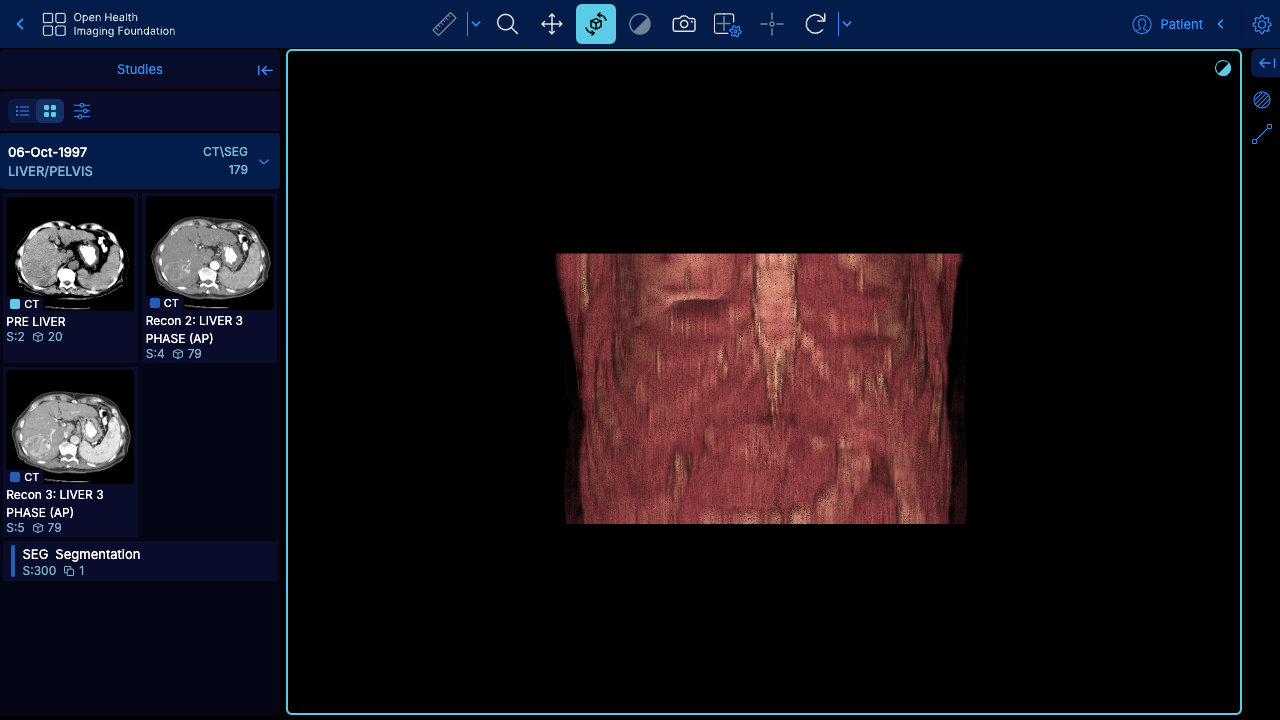 Open Health
Imaging Foundation
Patient
Studies
06-Oct-1997
CT\SEG
LIVER/PELVIS
179
CT
PRE LIVER
S:2 20
CT
Recon 2: LIVER 3
PHASE (AP)
S:4 79
CT
Recon 3: LIVER 3
PHASE (AP)
S:5 79
SEG Segmentation
S:300 1